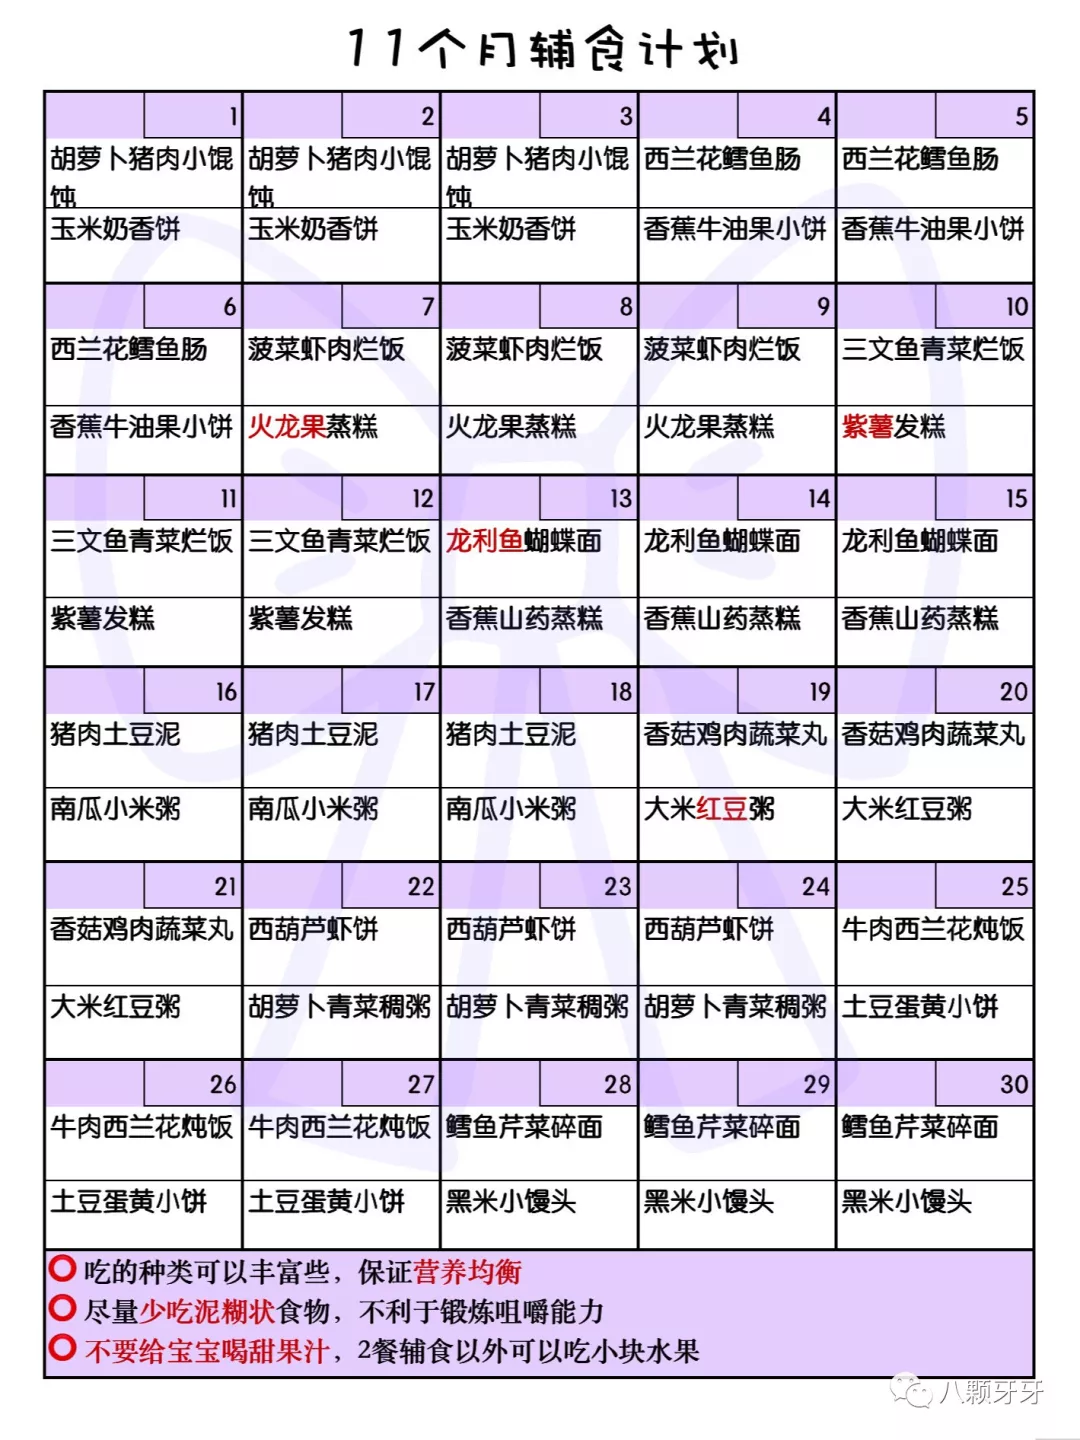 11个月辅食计划
1 2 3 4 5
胡萝卜猪肉小馄 胡萝卜猪肉小馄 胡萝卜猪肉小馄 西兰花鳕鱼肠 西兰花鳕鱼肠
饨 饨 饨
玉米奶香饼 玉米奶香饼 玉米奶香饼 香蕉牛油果小饼 香蕉牛油果小饼
6 7 8 9 10
西兰花鳕鱼肠 菠菜虾肉烂饭 菠菜虾肉烂饭 菠菜虾肉烂饭 三文鱼青菜烂饭
香蕉牛油果小饼 火龙果蒸糕 火龙果蒸糕 火龙果蒸糕 紫薯发糕
11 12 13 14 15
三文鱼青菜烂饭 三文鱼青菜烂饭 龙利鱼蝴蝶面 龙利鱼蝴蝶面 龙利鱼蝴蝶面
紫薯发糕 紫薯发糕 香蕉山药蒸糕 香蕉山药蒸糕 香蕉山药蒸糕
16 17 18 19 20
猪肉土豆泥 猪肉土豆泥 猪肉土豆泥 香菇鸡肉蔬菜丸 香菇鸡肉蔬菜丸
南瓜小米粥 南瓜小米粥 南瓜小米粥 大米红豆粥 大米红豆粥
21 22 23 24 25
香菇鸡肉蔬菜丸 西葫芦虾饼 西葫芦虾饼 西葫芦虾饼 牛肉西兰花炖饭
大米红豆粥 胡萝卜青菜稠粥 胡萝卜青菜稠粥 胡萝卜青菜稠粥 土豆蛋黄小饼
26 27 28 29 30
牛肉西兰花炖饭 牛肉西兰花炖饭 鳕鱼芹菜碎面 鳕鱼芹菜碎面 鳕鱼芹菜碎面
土豆蛋黄小饼 土豆蛋黄小饼 黑米小馒头 黑米小馒头 黑米小馒头
吃的种类可以丰富些，保证营养均衡
尽量少吃泥糊状食物，不利于锻炼咀嚼能力
不要给宝宝喝甜果汁，2餐辅食以外可以吃小块水果
八颗牙牙